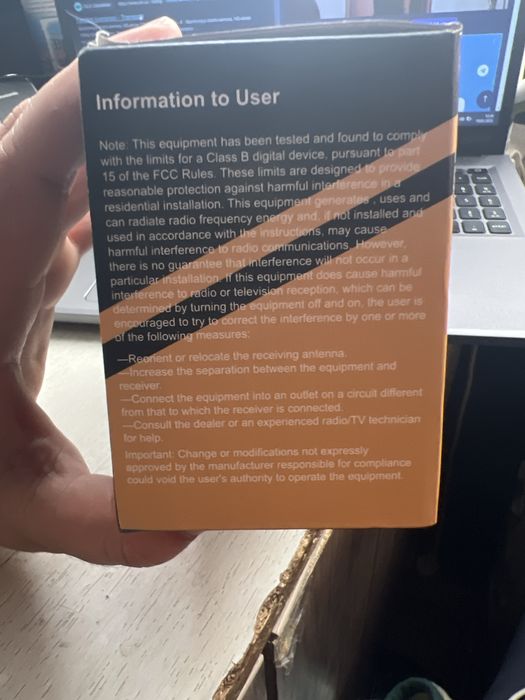 Information to User
Note: This equipment has been tested and found to comply
with the limits for a Class B digital device, pursuant to part
15 of the FCC Rules. These limits are designed to provide
reasonable protection against harmful interference in a
residential installation. This equipment generates , uses and
can radiate radio frequency energy and, if not installed and
used in accordance with the instructions, may cause
harmful interference to radio communications. However,
there is no guarantee that interference will not occur in a
particular installation. If this equipment does cause harmful
interference to radio or television reception, which can be
determined by turning the equipment off and on, the user is
encouraged to try to correct the interference by one or more
of the following measures:
—Reorient or relocate the receiving antenna.
—Increase the separation between the equipment and
receiver.
—Connect the equipment into an outlet on a circuit different
from that to which the receiver is connected.
—Consult the dealer or an experienced radio/TV technician
for help.
Important: Change or modifications not expressly
approved by the manufacturer responsible for compliance
could void the user's authority to operate the equipment.